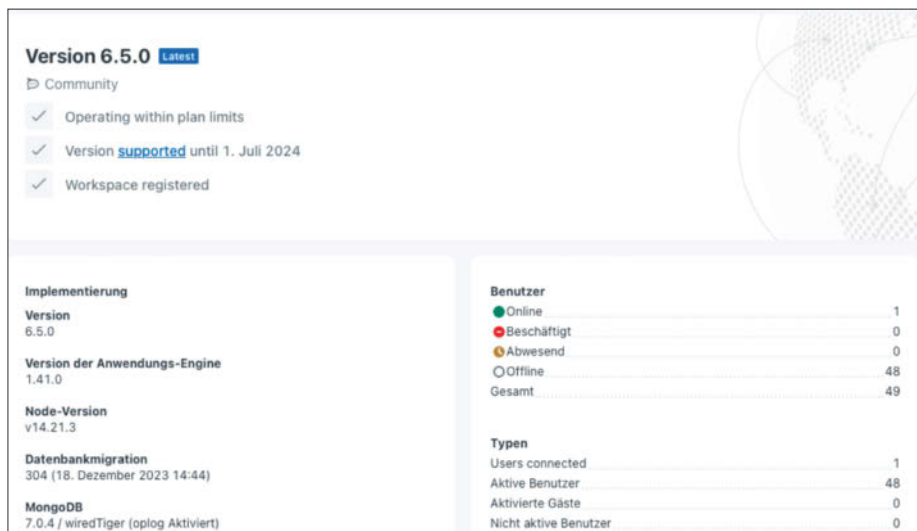 Version 6.5.0 Latest
Community
Operating within plan limits
Version supported until 1. Juli 2024
Workspace registered
Implementierung
Version
6.5.0
Version der Anwendungs-Engine
1.41.0
Node-Version
v14.21.3
Datenbankmigration
304 (18. Dezember 2023 14:44)
MongoDB
7.0.4 / wiredTiger (oplog Aktiviert)
Benutzer
Online 1
Beschäftigt 0
Abwesend 0
Offline 48
Gesamt 49
Typen
Users connected 1
Aktive Benutzer 48
Aktivierte Gäste 0
Nicht aktive Benutzer 0